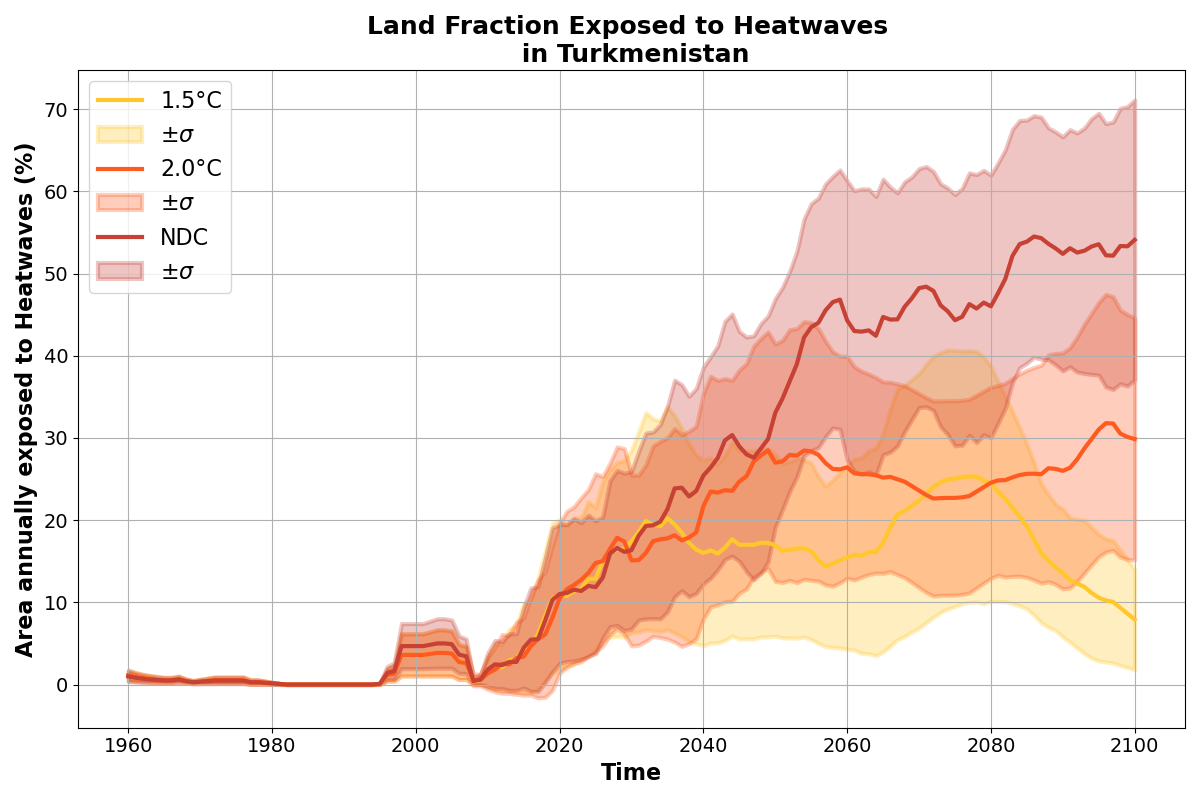 Land Fraction Exposed to Heatwaves
in Turkmenistan
Area annually exposed to Heatwaves (%)
70
60
50
40
30
20
10
0
1.5°C
±σ
2.0°C
±σ
NDC
±σ
1960 1980 2000 2020 2040 2060 2080 2100
Time